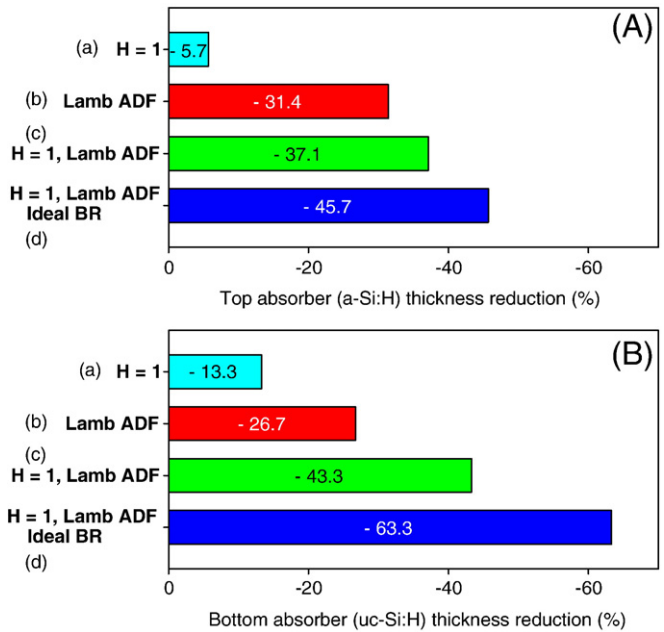 (A)
(a) H = 1
- 5.7
(b) Lamb ADF
- 31.4
(c)
H = 1, Lamb ADF
- 37.1
H = 1, Lamb ADF
Ideal BR
- 45.7
(d)
0 -20 -40 -60
Top absorber (a-Si:H) thickness reduction (%)
(B)
(a) H = 1
- 13.3
(b) Lamb ADF
- 26.7
(c)
H = 1, Lamb ADF
- 43.3
H = 1, Lamb ADF
Ideal BR
- 63.3
(d)
0 -20 -40 -60
Bottom absorber (uc-Si:H) thickness reduction (%)